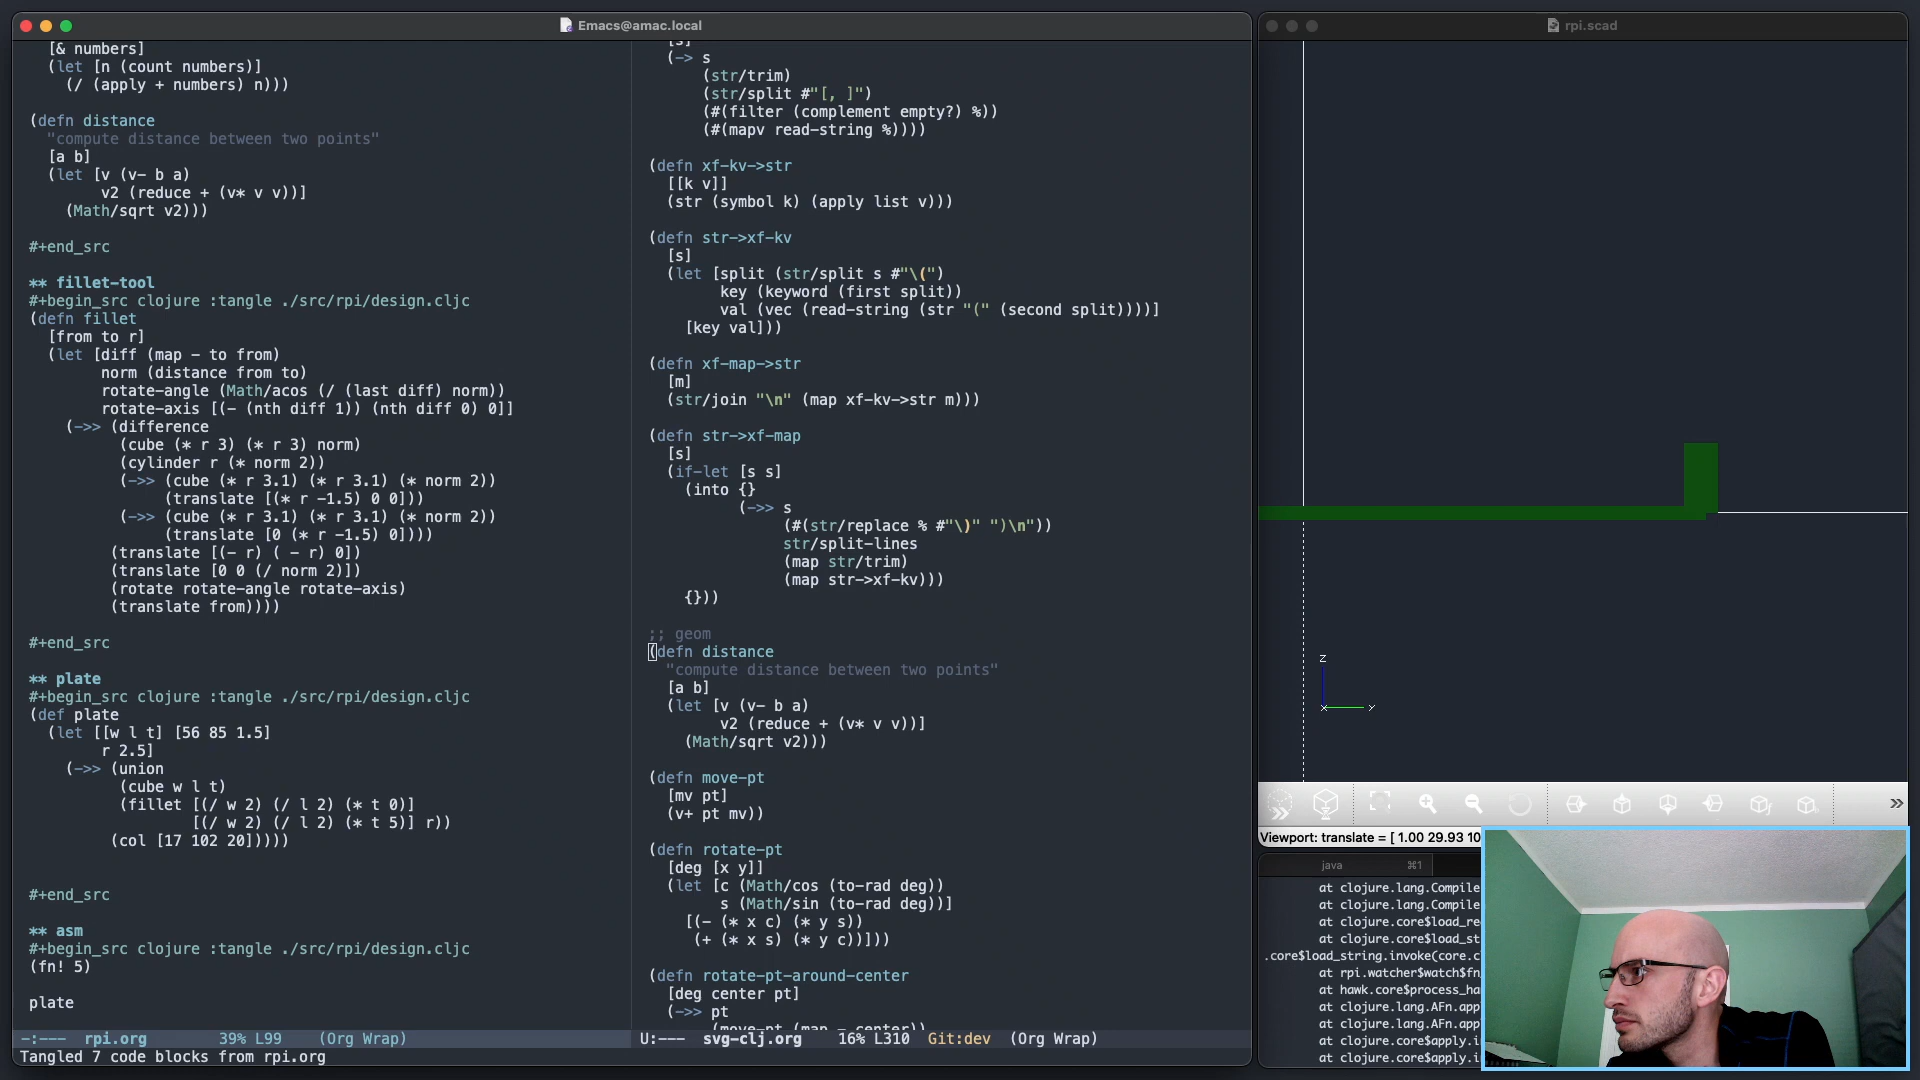 Emacs@amac.local
[& numbers]
(let [n (count numbers)]
(/ (apply + numbers) n)))
(defn distance
"compute distance between two points"
[a b]
(let [v (v- b a)
v2 (reduce + (v* v v))]
(Math/sqrt v2)))
#+end_src
** fillet-tool
#+begin_src clojure :tangle ./src/rpi/design.cljc
(defn fillet
[from to r]
(let [diff (map - to from)
norm (distance from to)
rotate-angle (Math/acos (/ (last diff) norm))
rotate-axis [(- (nth diff 1)) (nth diff 0) 0]]
(->> (difference
(cube (* r 3) (* r 3) norm)
(cylinder r (* norm 2))
(->> (cube (* r 3.1) (* r 3.1) (* norm 2))
(translate [(* r -1.5) 0 0]))
(->> (cube (* r 3.1) (* r 3.1) (* norm 2))
(translate [0 (* r -1.5) 0])))
(translate [(- r) ( - r) 0])
(translate [0 0 (/ norm 2)])
(rotate rotate-angle rotate-axis)
(translate from))))
#+end_src
** plate
#+begin_src clojure :tangle ./src/rpi/design.cljc
(def plate
(let [[w l t] [56 85 1.5]
r 2.5]
(->> (union
(cube w l t)
(fillet [(/ w 2) (/ l 2) (* t 0)]
[(/ w 2) (/ l 2) (* t 5)] r))
(col [17 102 20]))))
#+end_src
** asm
#+begin_src clojure :tangle ./src/rpi/design.cljc
(fn! 5)
plate
-:--- rpi.org 39% L99 (Org Wrap)
Tangled 7 code blocks from rpi.org
[s]
(-> s
(str/trim)
(str/split #"[, ]")
(#(filter (complement empty?) %))
(#(mapv read-string %))))
(defn xf-kv->str
[[k v]]
(str (symbol k) (apply list v)))
(defn str->xf-kv
[s]
(let [split (str/split s #"\(")
key (keyword (first split))
val (vec (read-string (str "(" (second split))))]
[key val]))
(defn xf-map->str
[m]
(str/join "\n" (map xf-kv->str m)))
(defn str->xf-map
[s]
(if-let [s s]
(into {}
(->> s
(#(str/replace % #"\)" ")\n"))
str/split-lines
(map str/trim)
(map str->xf-kv)))
{}))
;; geom
(defn distance
"compute distance between two points"
[a b]
(let [v (v- b a)
v2 (reduce + (v* v v))]
(Math/sqrt v2)))
(defn move-pt
[mv pt]
(v+ pt mv))
(defn rotate-pt
[deg [x y]]
(let [c (Math/cos (to-rad deg))
s (Math/sin (to-rad deg))]
[(- (* x c) (* y s))
(+ (* x s) (* y c))]))
(defn rotate-pt-around-center
[deg center pt]
(->> pt
(move-pt (map - center))
U:--- svg-clj.org 16% L310 Git:dev (Org Wrap)
rpi.scad
Z
X Y
Viewport: translate = [ 1.00 29.93 10
java ⌘1
at clojure.lang.Compile
at clojure.lang.Compile
at clojure.core$load_re
at clojure.core$load_st
.core$load_string.invoke(core.c
at rpi.watcher$watch$fn
at hawk.core$process_ha
at clojure.lang.AFn.app
at clojure.lang.AFn.app
at clojure.core$apply.i
at clojure.core$apply.i